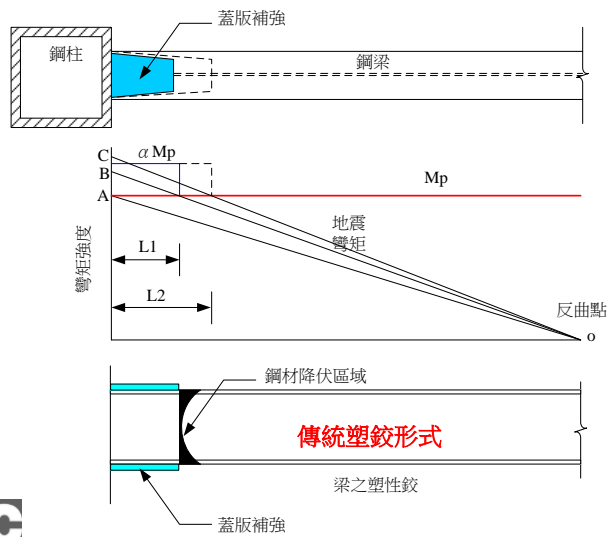 蓋版補強
鋼柱
鋼梁
C
α Mp
B
Mp
A
地震
彎矩
彎矩強度
L1
L2
反曲點
o
鋼材降伏區域
傳統塑鉸形式
梁之塑性鉸
蓋版補強
C